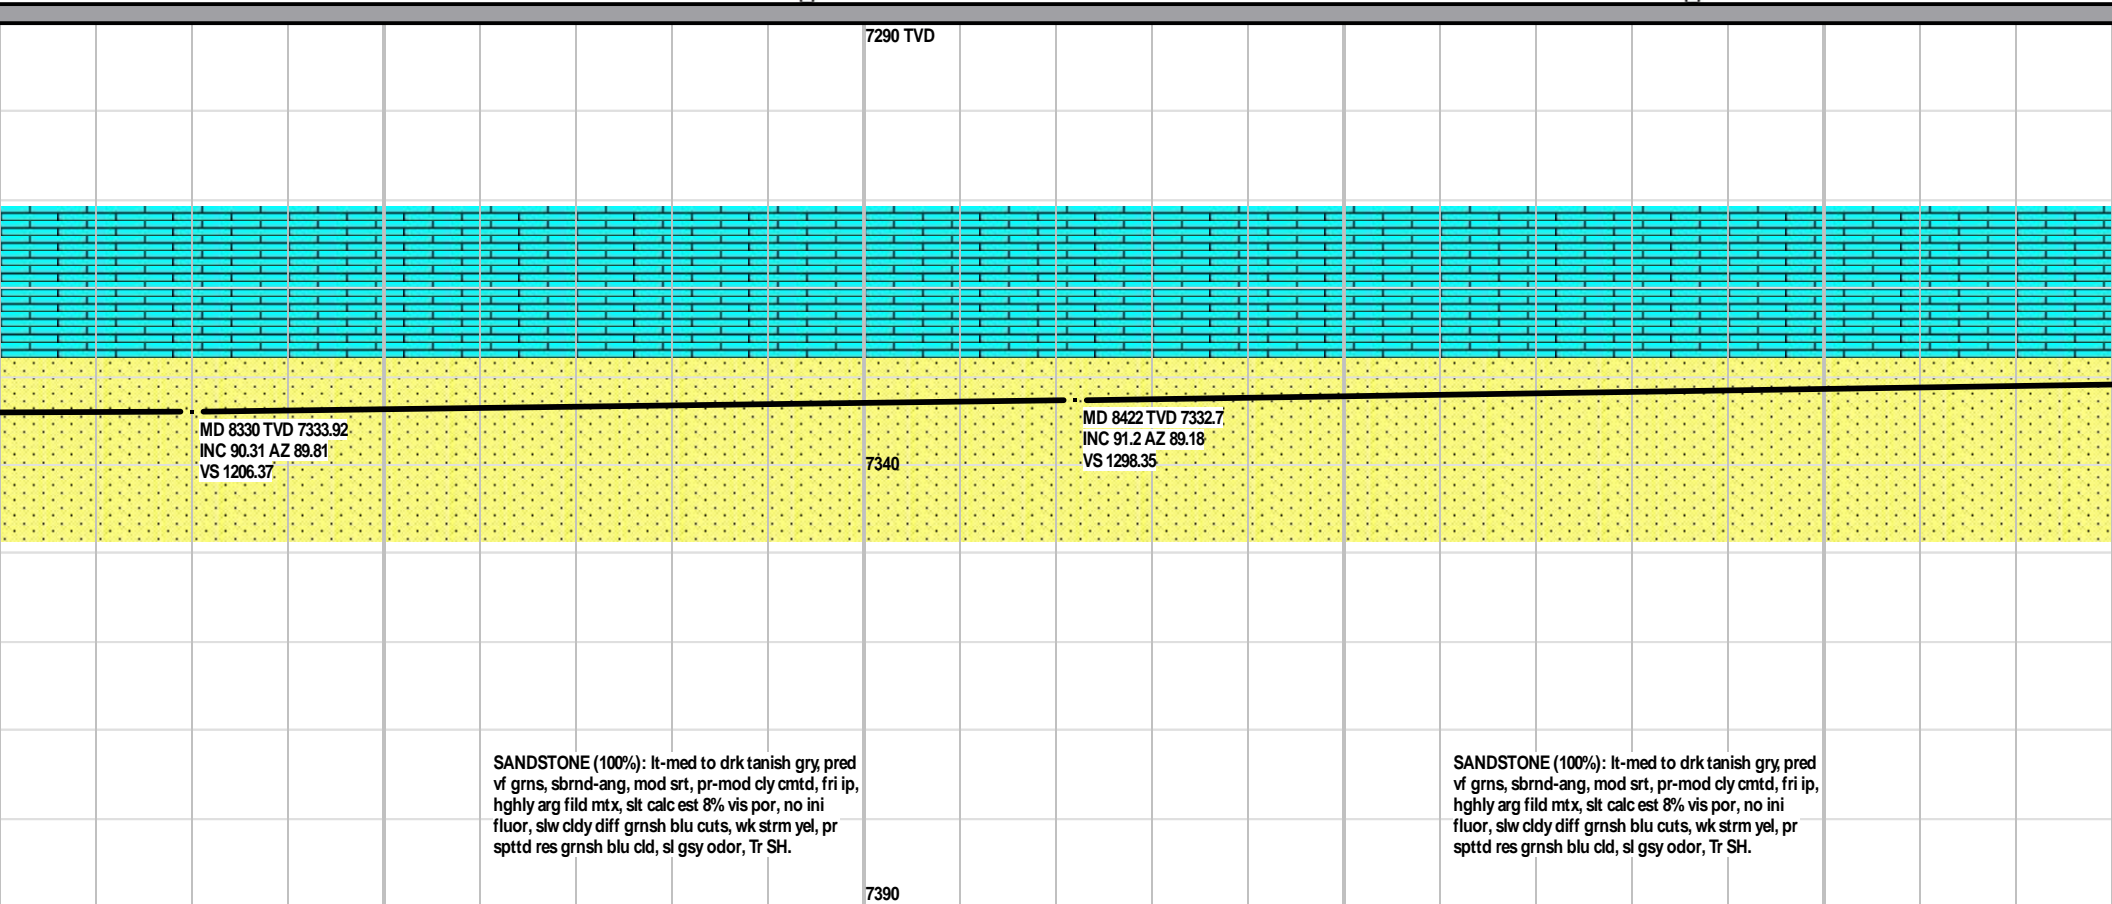 7290 TVD
MD 8330 TVD 7333.92
INC 90.31 AZ 89.81
VS 1206.37
MD 8422 TVD 7332.7
INC 91.2 AZ 89.18
VS 1298.35
7340
SANDSTONE (100%): lt-med to drk tanish gry, pred
vf grns, sbrnd-ang, mod srt, pr-mod cly cmtd, fri ip,
hghly arg fild mtx, slt calc est 8% vis por, no ini
fluor, slw cldy diff grnsh blu cuts, wk strm yel, pr
spttd res grnsh blu cld, sl gsy odor, Tr SH.
SANDSTONE (100%): lt-med to drk tanish gry, pred
vf grns, sbrnd-ang, mod srt, pr-mod cly cmtd, fri ip,
hghly arg fild mtx, slt calc est 8% vis por, no ini
fluor, slw cldy diff grnsh blu cuts, wk strm yel, pr
spttd res grnsh blu cld, sl gsy odor, Tr SH.
7390